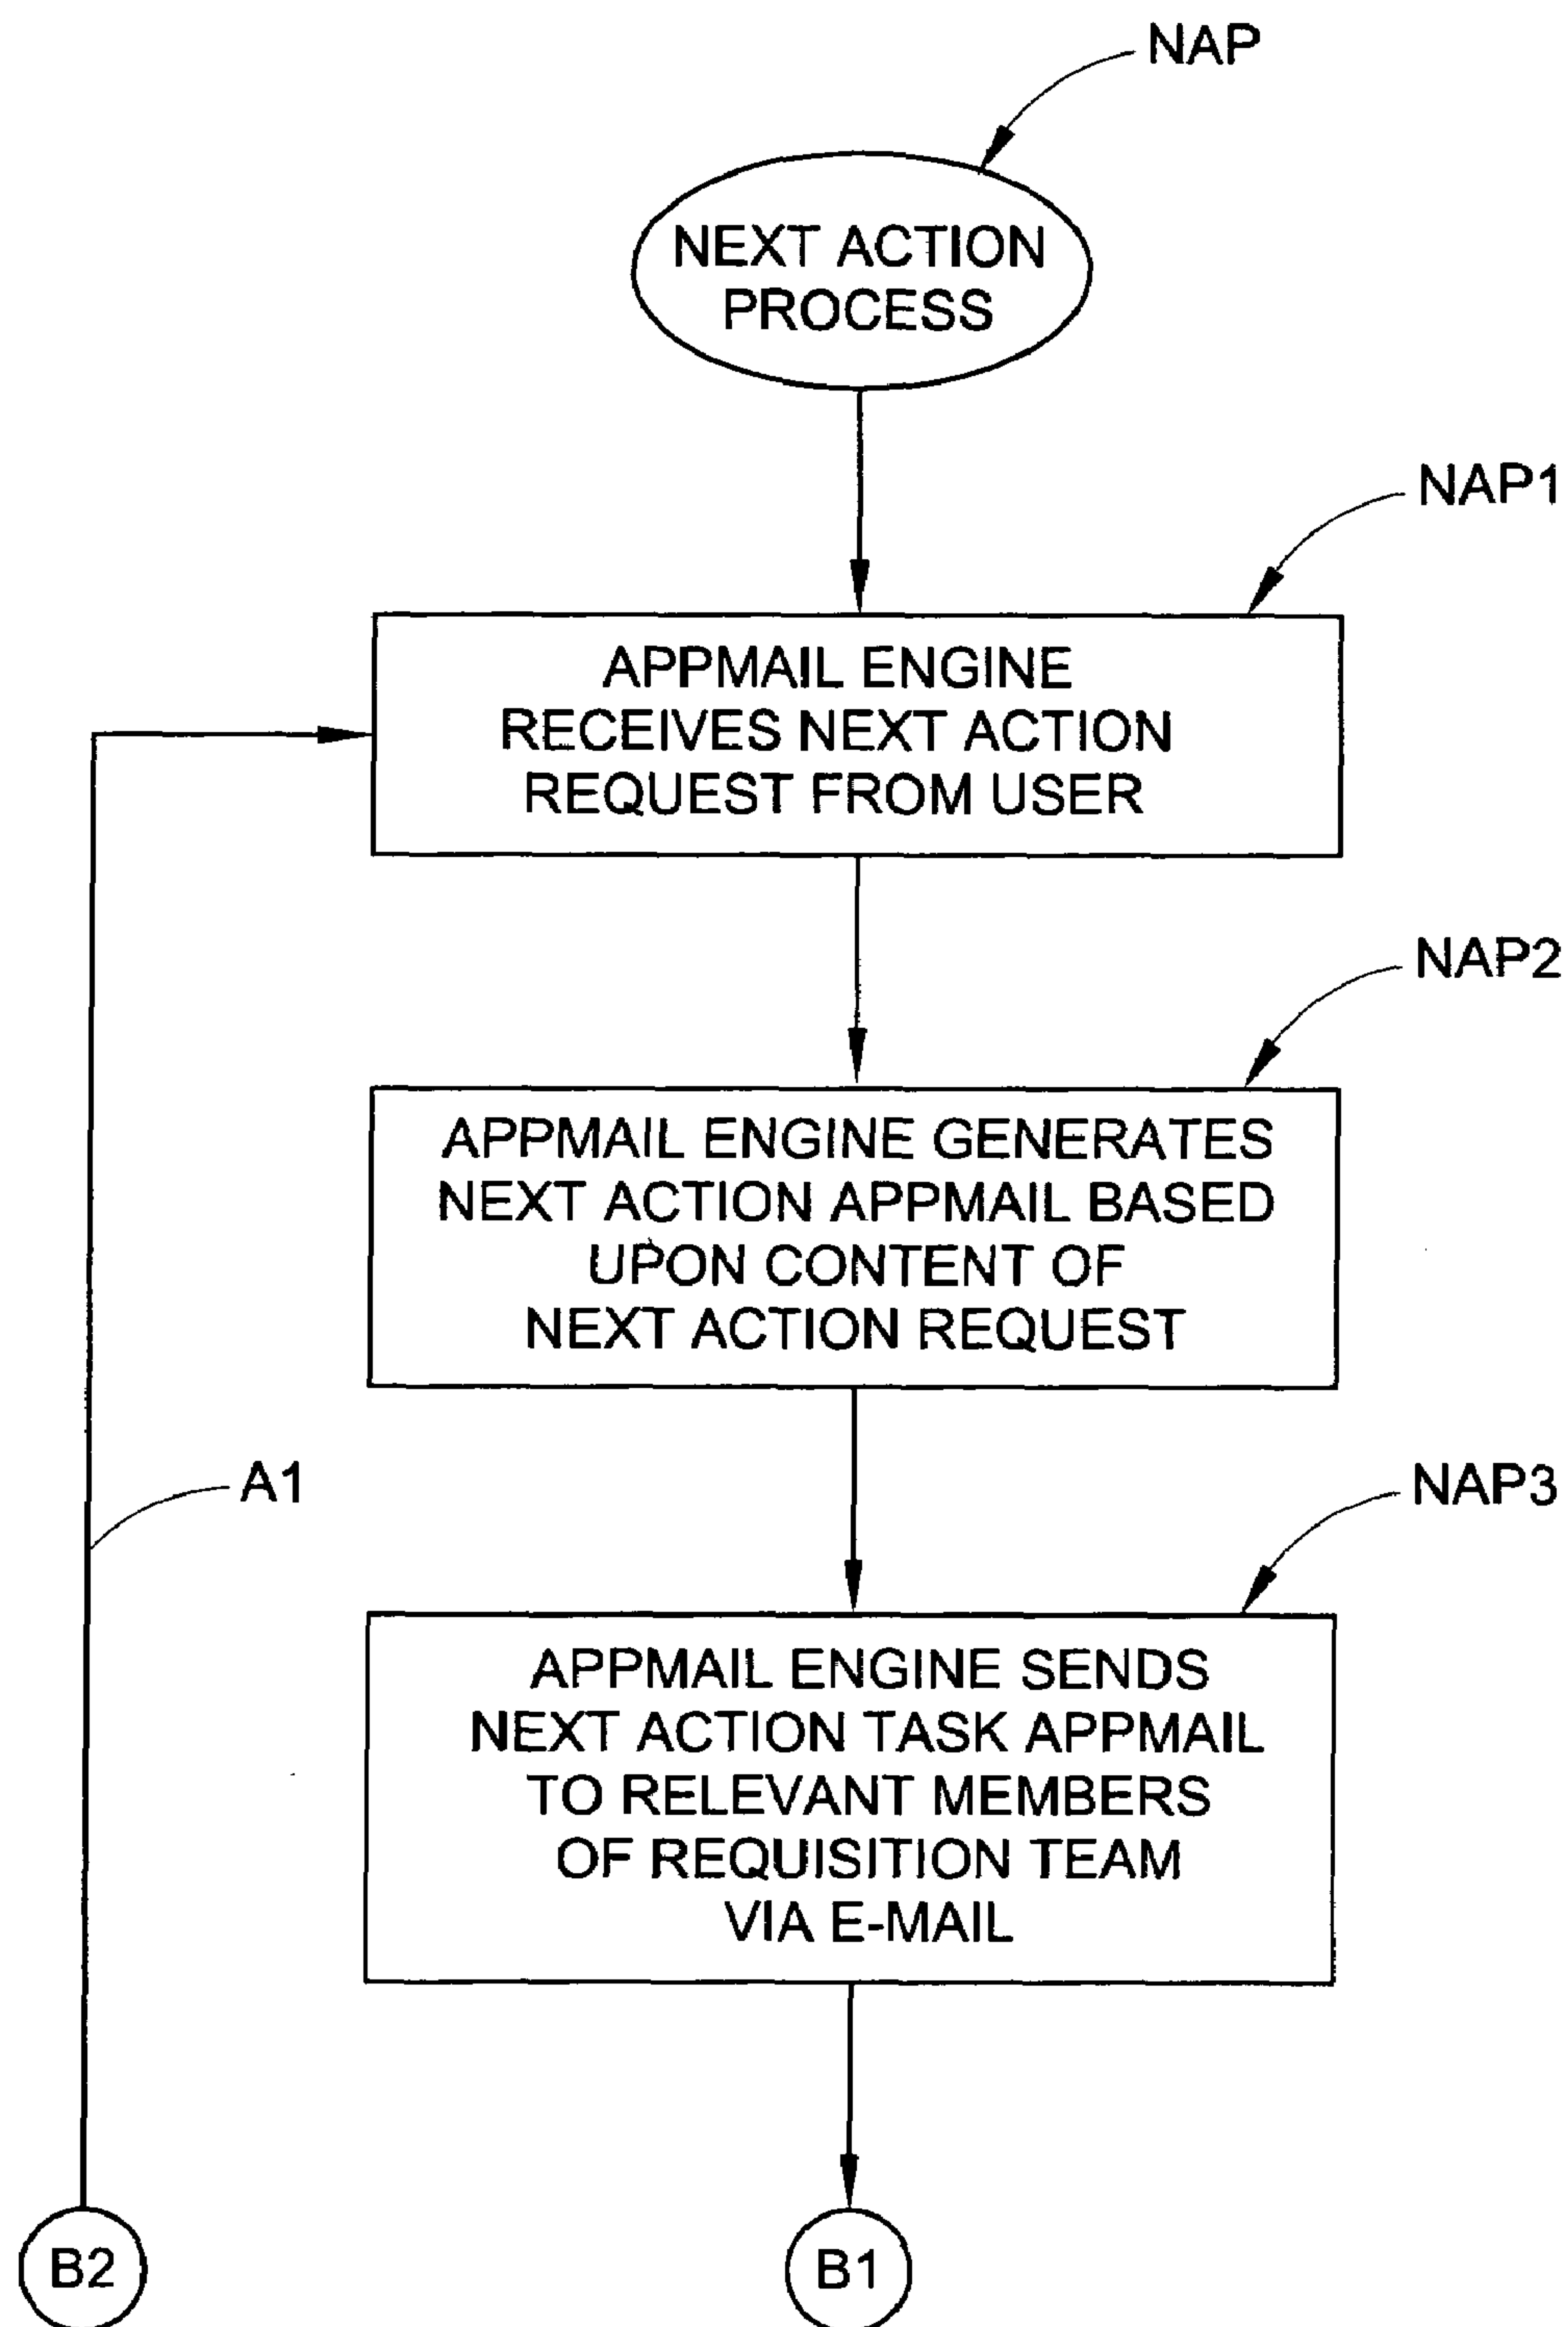 NAP
NEXT ACTION
PROCESS
NAP1
APPMAIL ENGINE
RECEIVES NEXT ACTION
REQUEST FROM USER
NAP2
APPMAIL ENGINE GENERATES
NEXT ACTION APPMAIL BASED
UPON CONTENT OF
NEXT ACTION REQUEST
A1
NAP3
APPMAIL ENGINE SENDS
NEXT ACTION TASK APPMAIL
TO RELEVANT MEMBERS
OF REQUISITION TEAM
VIA E-MAIL
B2
B1